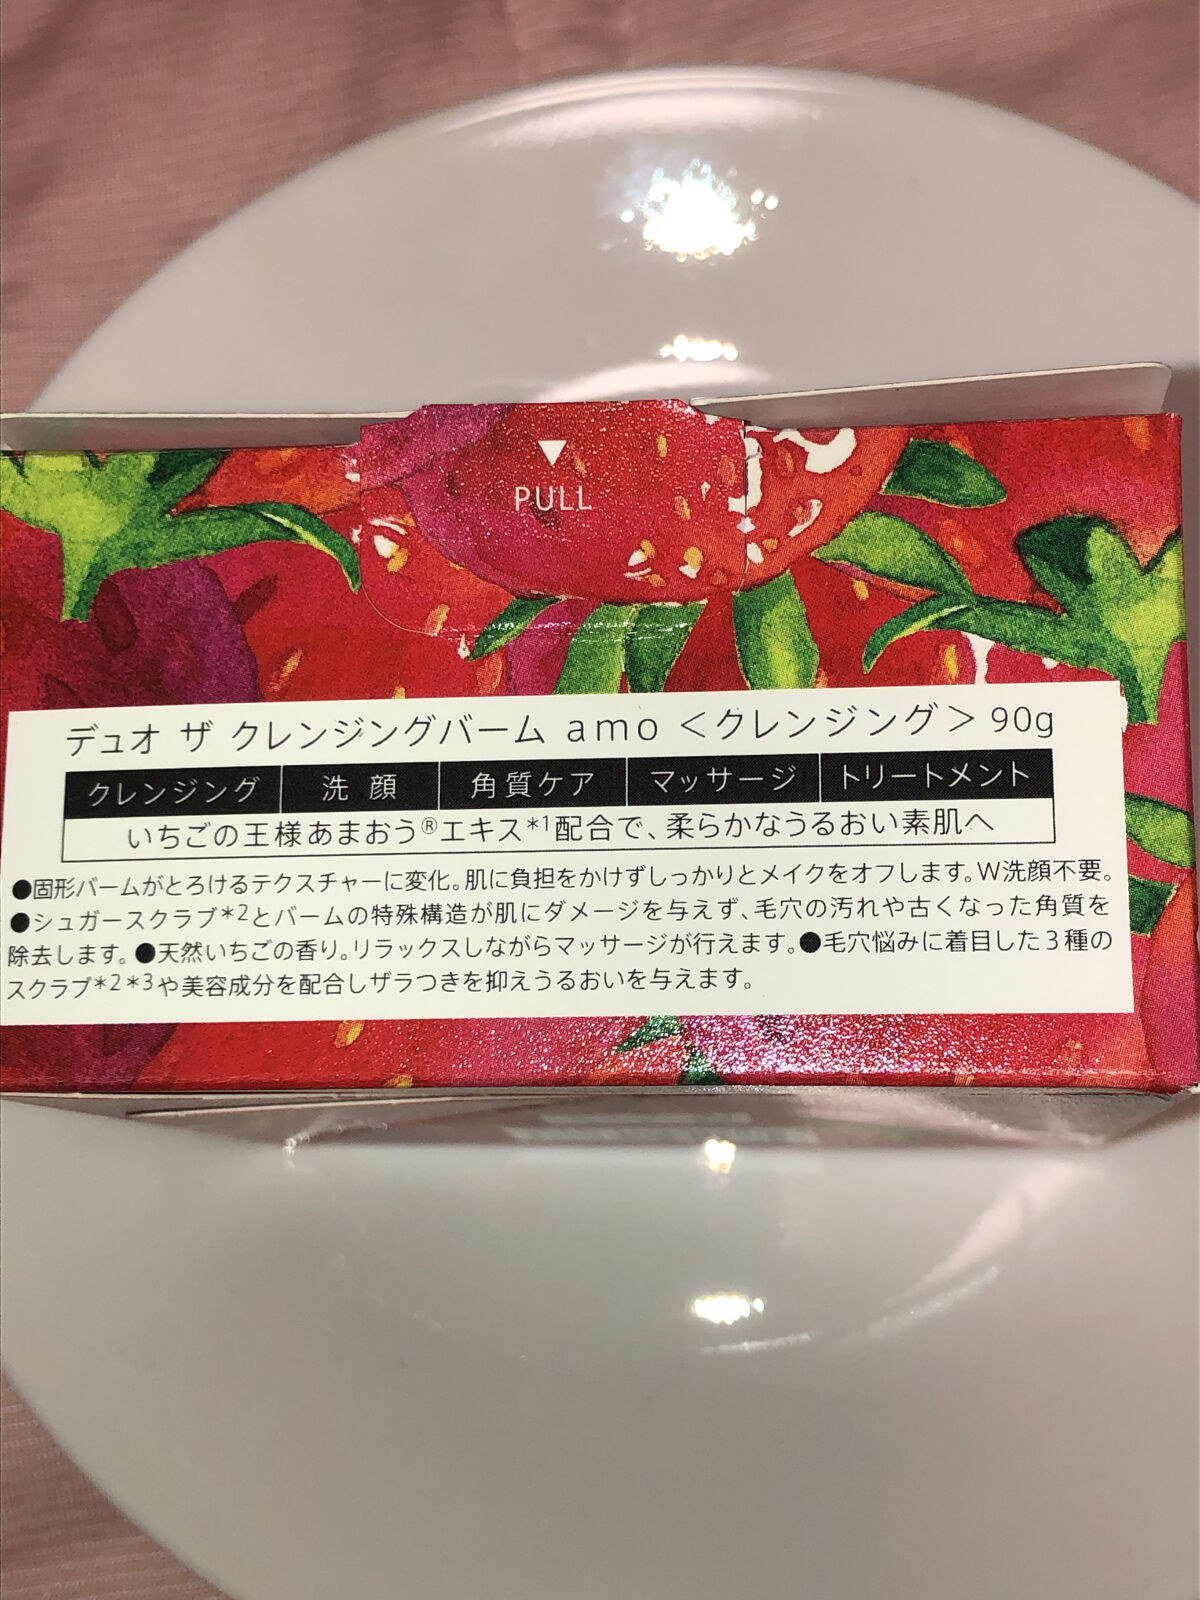 PULL
デュオ ザ クレンジングバーム amo ＜クレンジング＞ 90g
クレンジング 洗顔 角質ケア マッサージ トリートメント
いちごの王様あまおう®エキス*1配合で、柔らかなうるおい素肌へ
●固形バームがとろけるテクスチャーに変化。肌に負担をかけずしっかりとメイクをオフします。W洗顔不要。
●シュガースクラブ*2とバームの特殊構造が肌にダメージを与えず、毛穴の汚れや古くなった角質を
除去します。●天然いちごの香り。リラックスしながらマッサージが行えます。●毛穴悩みに着目した3種の
スクラブ*2*3や美容成分を配合しザラつきを抑えうるおいを与えます。